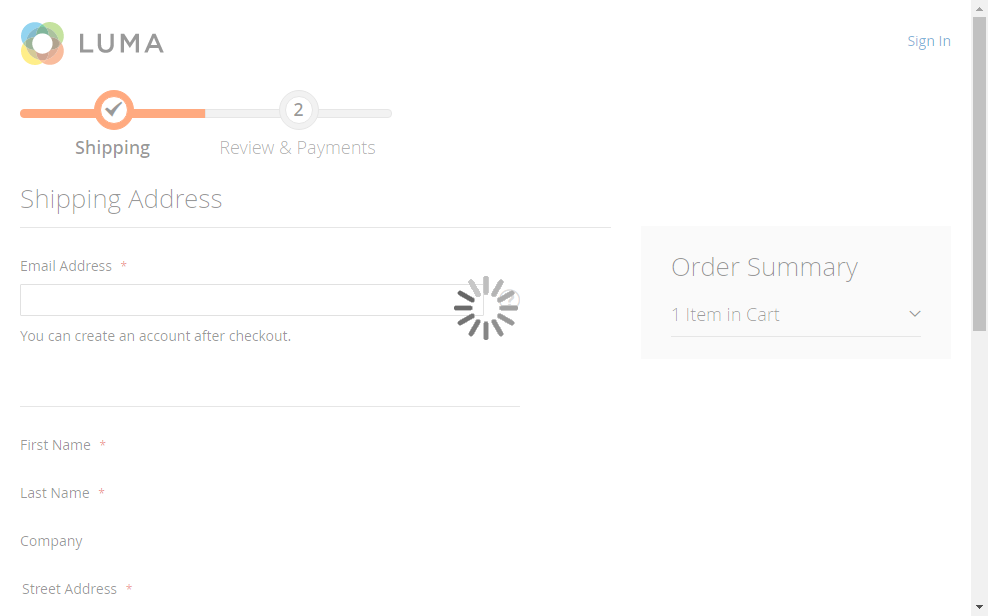 LUMA
Sign In
2
Shipping
Review & Payments
Shipping Address
Email Address *
?
You can create an account after checkout.
Order Summary
1 Item in Cart
First Name *
Last Name *
Company
Street Address *